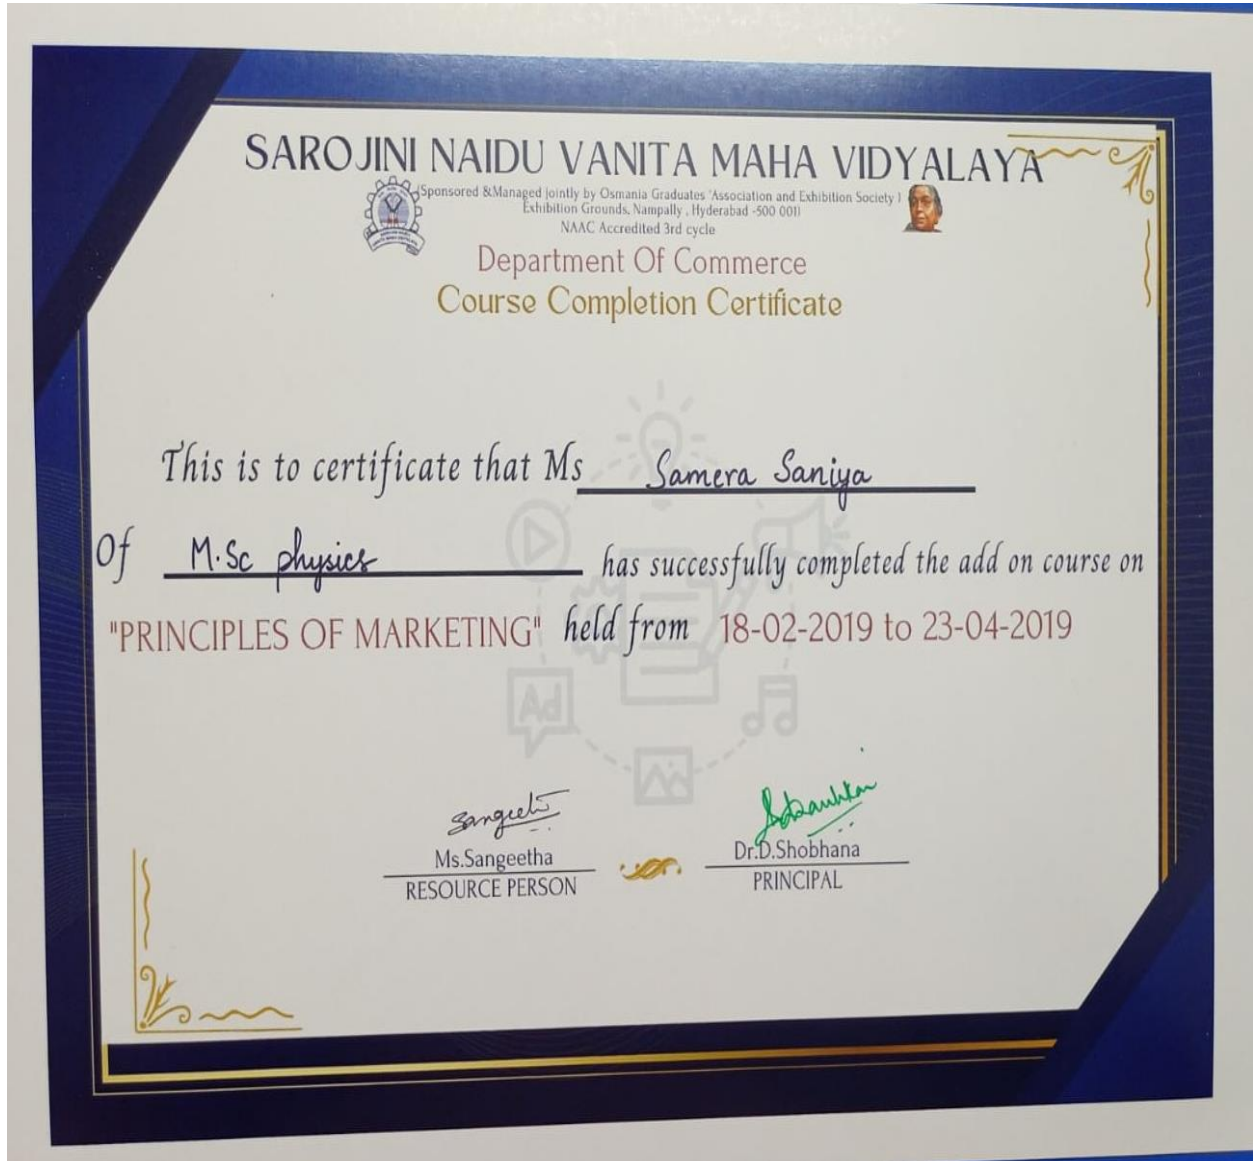 SAROJINI NAIDU VANITA MAHA VIDYALAYA
(Sponsored &Managed jointly by Osmania Graduates 'Association and Exhibition Society )
Exhibition Grounds, Nampally , Hyderabad -500 001)
NAAC Accredited 3rd cycle
Department Of Commerce
Course Completion Certificate
This is to certificate that Ms Samera Saniya
Of M.Sc physics has successfully completed the add on course on
"PRINCIPLES OF MARKETING" held from 18-02-2019 to 23-04-2019
Ad
Sangeeth
Ms.Sangeetha
RESOURCE PERSON
Dr.D.Shobhana
PRINCIPAL